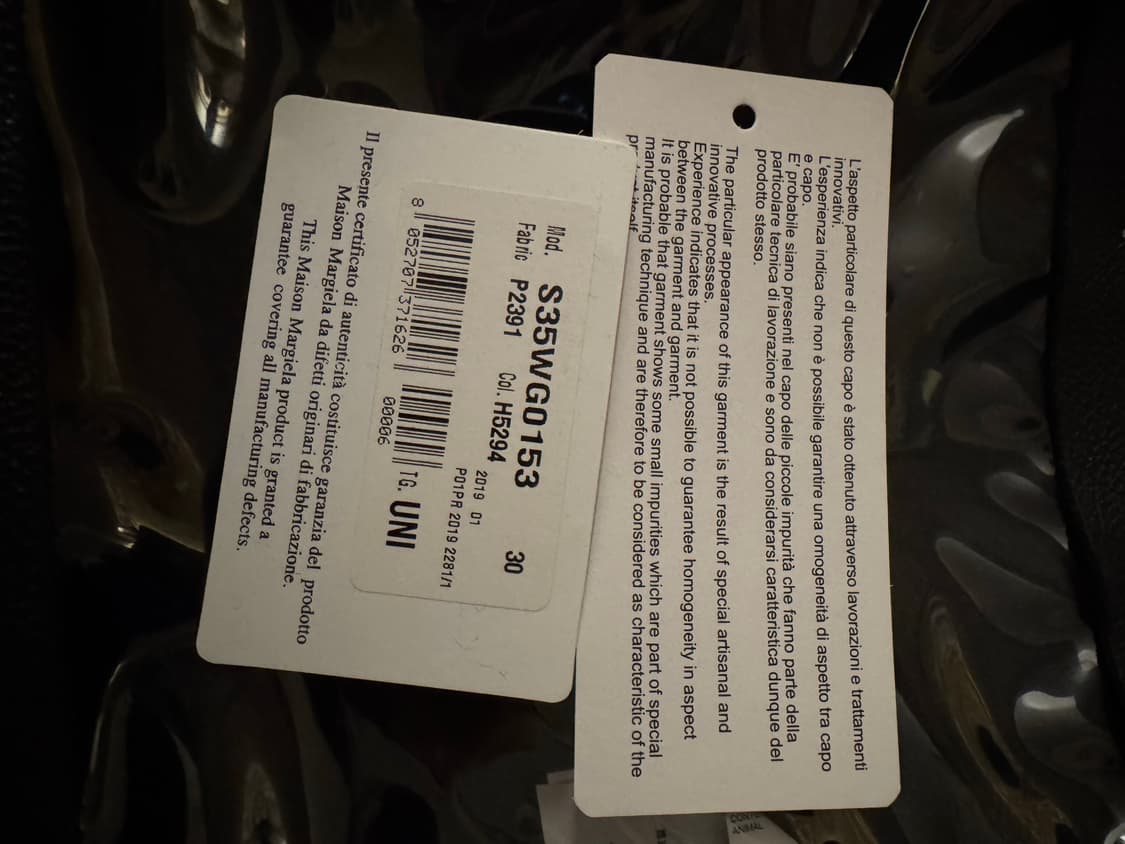 L'aspetto particolare di questo capo è stato ottenuto attraverso lavorazioni e trattamenti
innovativi.
L'esperienza indica che non è possibile garantire una omogeneità di aspetto tra capo
e capo.
E' probabile siano presenti nel capo delle piccole impurità che fanno parte della
particolare tecnica di lavorazione e sono da considerarsi caratteristica dunque del
prodotto stesso.
The particular appearance of this garment is the result of special artisanal and
innovative processes.
Experience indicates that it is not possible to guarantee homogeneity in aspect
between the garment and garment.
It is probable that garment shows some small impurities which are part of special
manufacturing technique and are therefore to be considered as characteristic of the
product itself
Mod. S35WG0153 30
Fabric P2391 Col. H5294 2019 01
P01PR 2019 2281/1
8 052707 371626 00006 TG. UNI
Il presente certificato di autenticità costituisce garanzia del prodotto
Maison Margiela da difetti originari di fabbricazione.
This Maison Margiela product is granted a
guarantee covering all manufacturing defects.
ANIMAL